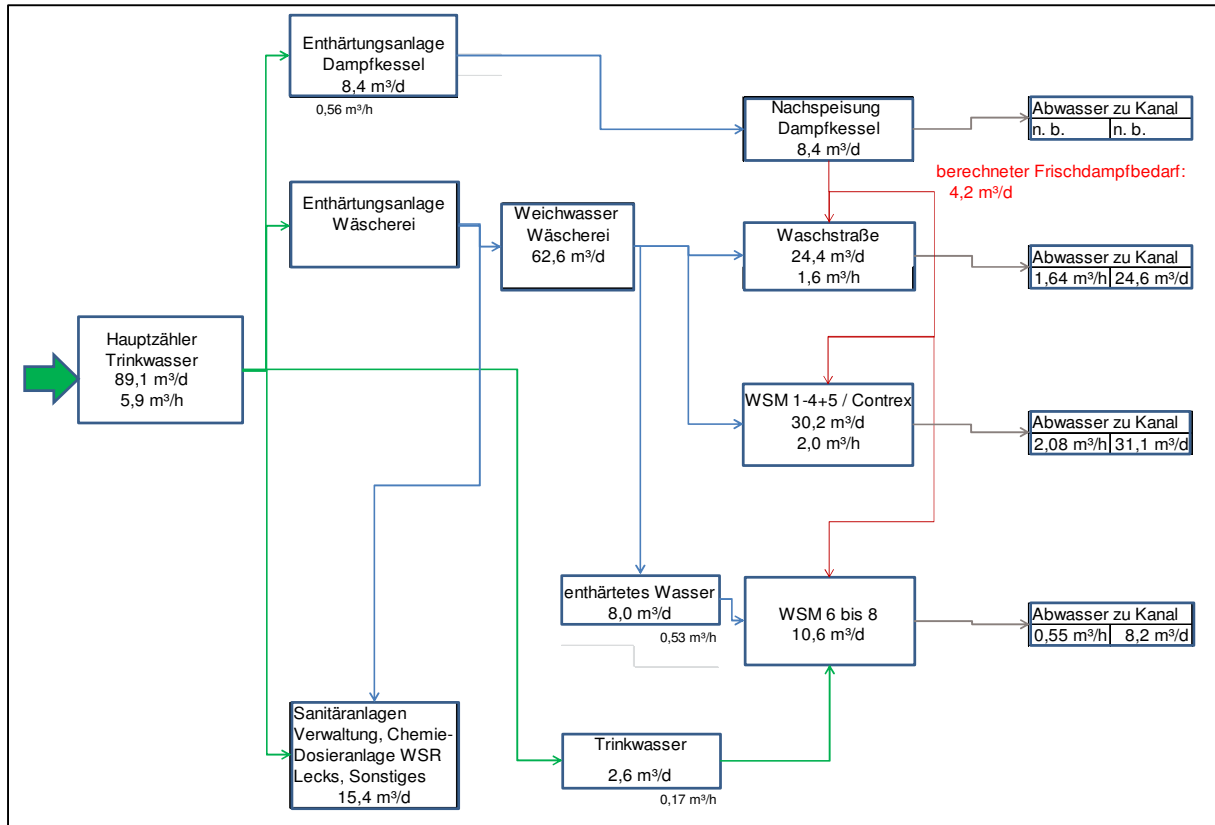 Enthärtungsanlage
Dampfkessel
8,4 m³/d
0,56 m³/h
Nachspeisung
Dampfkessel
8,4 m³/d
Abwasser zu Kanal
n. b. n. b.
berechneter Frischdampfbedarf:
4,2 m³/d
Enthärtungsanlage
Wäscherei
Weichwasser
Wäscherei
62,6 m³/d
Waschstraße
24,4 m³/d
1,6 m³/h
Abwasser zu Kanal
1,64 m³/h 24,6 m³/d
Hauptzähler
Trinkwasser
89,1 m³/d
5,9 m³/h
WSM 1-4+5 / Contrex
30,2 m³/d
2,0 m³/h
Abwasser zu Kanal
2,08 m³/h 31,1 m³/d
enthärtetes Wasser
8,0 m³/d
0,53 m³/h
WSM 6 bis 8
10,6 m³/d
Abwasser zu Kanal
0,55 m³/h 8,2 m³/d
Sanitäranlagen
Verwaltung, Chemie-
Dosieranlage WSR
Lecks, Sonstiges
15,4 m³/d
Trinkwasser
2,6 m³/d
0,17 m³/h